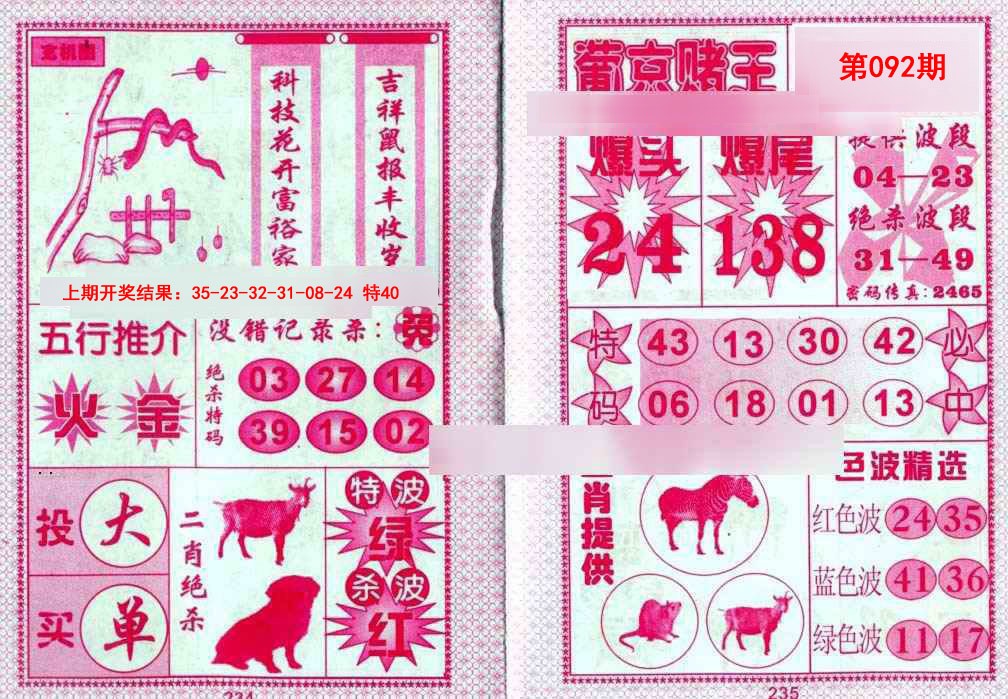 玄机图
科技花开富裕家
吉祥鼠报丰收岁
上期开奖结果：35-23-32-31-08-24 特40
五行推介
火 金
没错记录杀：
绝杀特码
03 27 14
39 15 02
投 大
买 单
二肖绝杀
特波
绿
杀波
红
234
葡京赌王
第092期
爆头
24
爆尾
138
提供波段
04—23
绝杀波段
31—49
密码传真:2465
特码
43 13 30 42
06 18 01 13
必中
肖提供
色波精选
红色波 24 35
蓝色波 41 36
绿色波 11 17
235